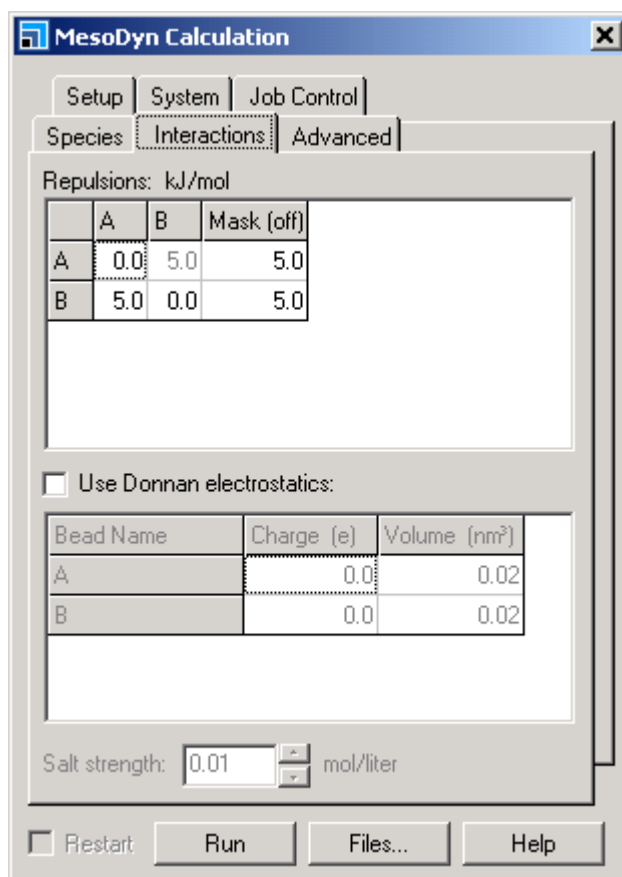 MesoDyn Calculation
Setup System Job Control
Species Interactions Advanced
Repulsions: kJ/mol
A B Mask (off)
A 0.0 5.0 5.0
B 5.0 0.0 5.0
Use Donnan electrostatics:
Bead Name Charge (e) Volume (nm³)
A 0.0 0.02
B 0.0 0.02
Salt strength: 0.01 mol/liter
Restart Run Files... Help